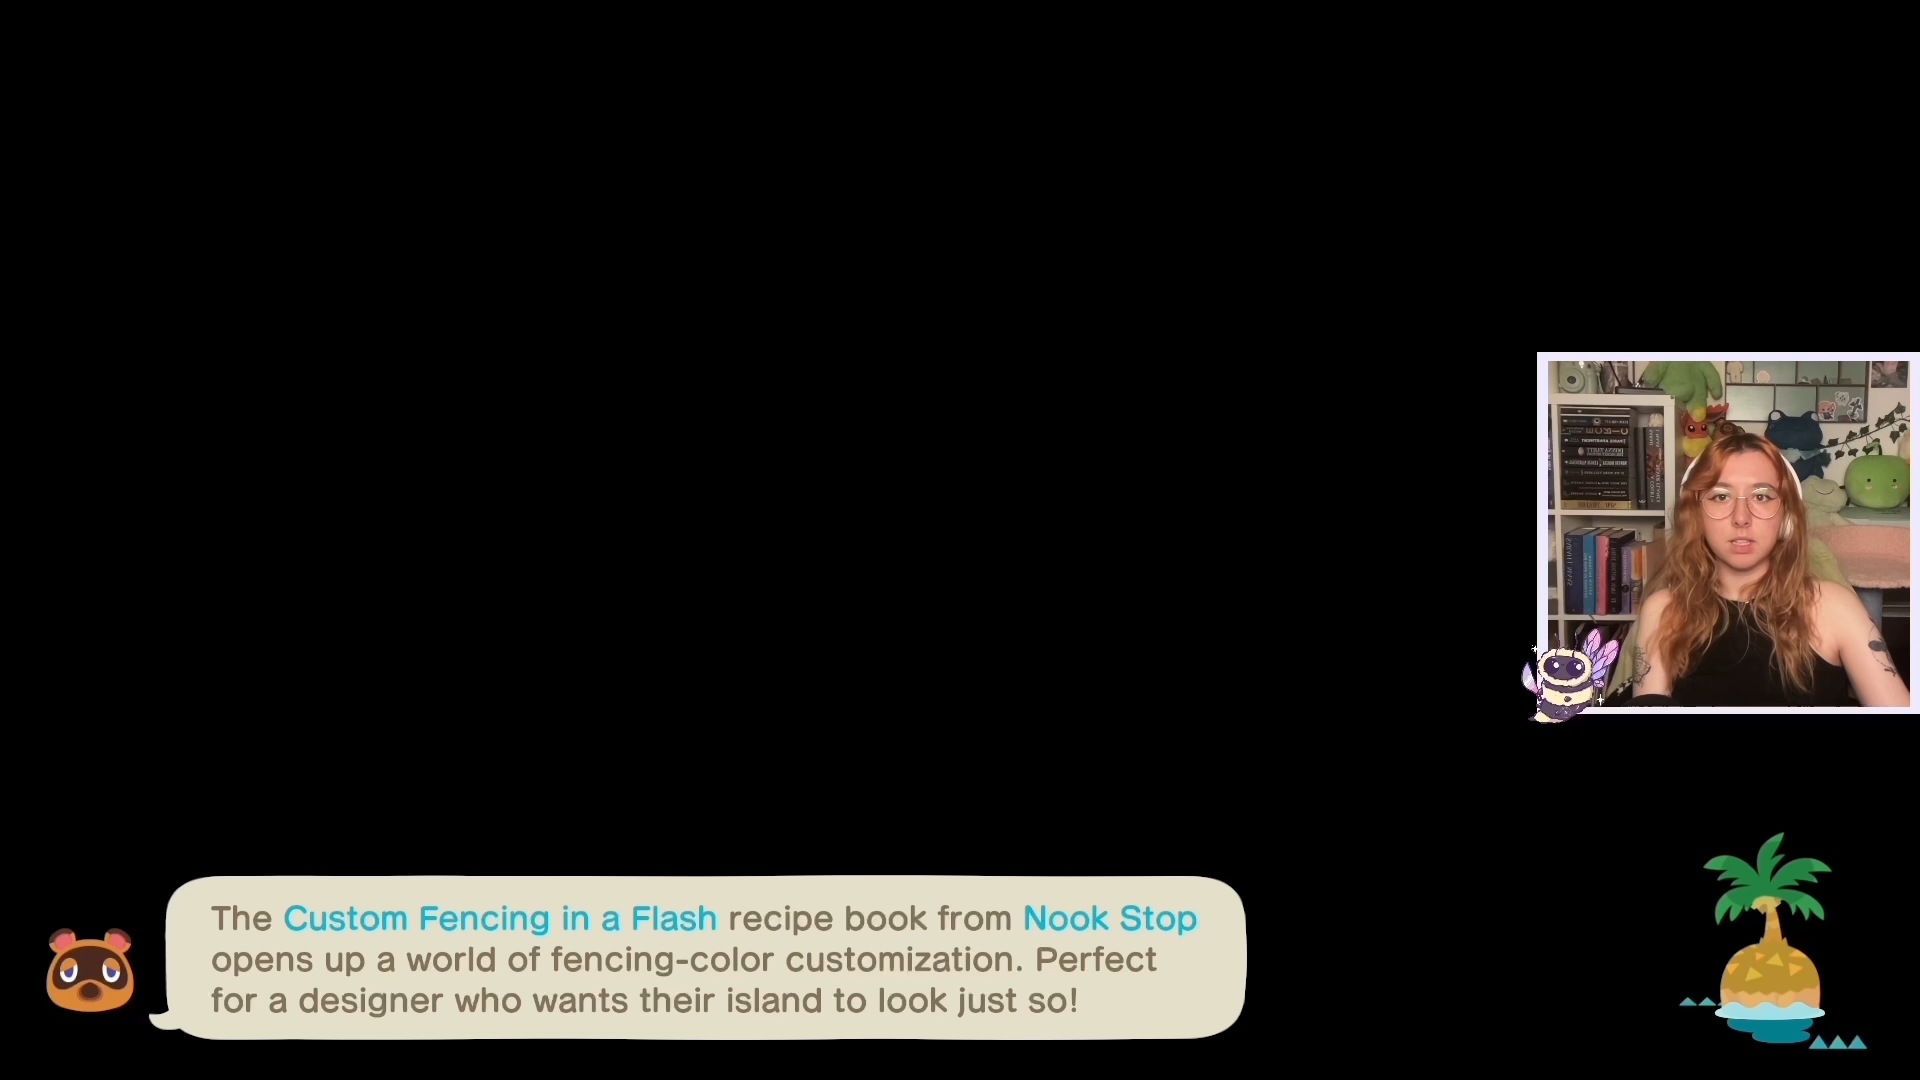 The Custom Fencing in a Flash recipe book from Nook Stop
opens up a world of fencing-color customization. Perfect
for a designer who wants their island to look just so!